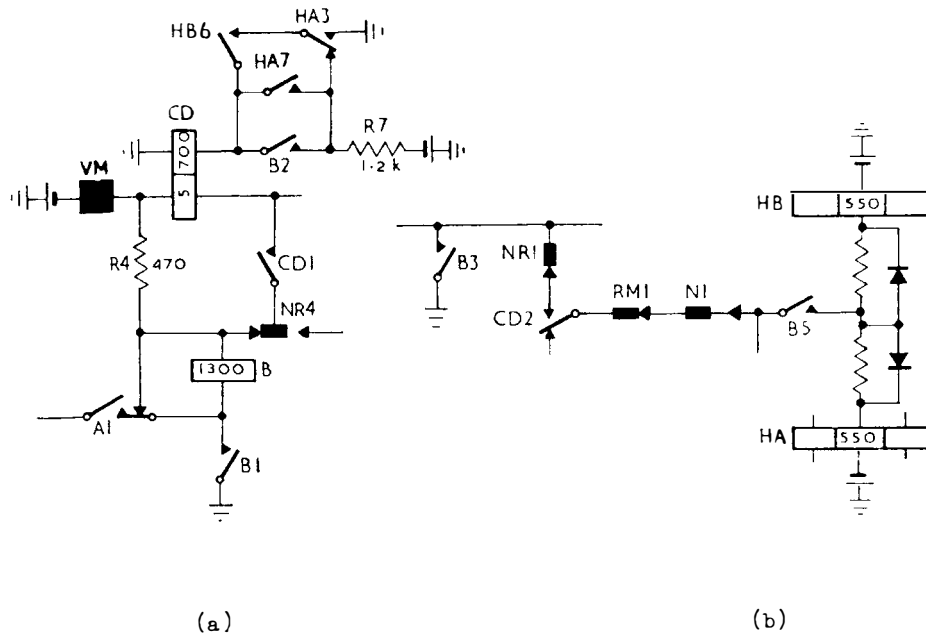 HA3
HB6
HA7
CD
700
B2
R7
1.2 k
VM
5
R4 470
CD1
NR4
1300 B
A1
B1
B3
NR1
CD2
RM1
N1
B5
HB 550
HA 550
(a)
(b)